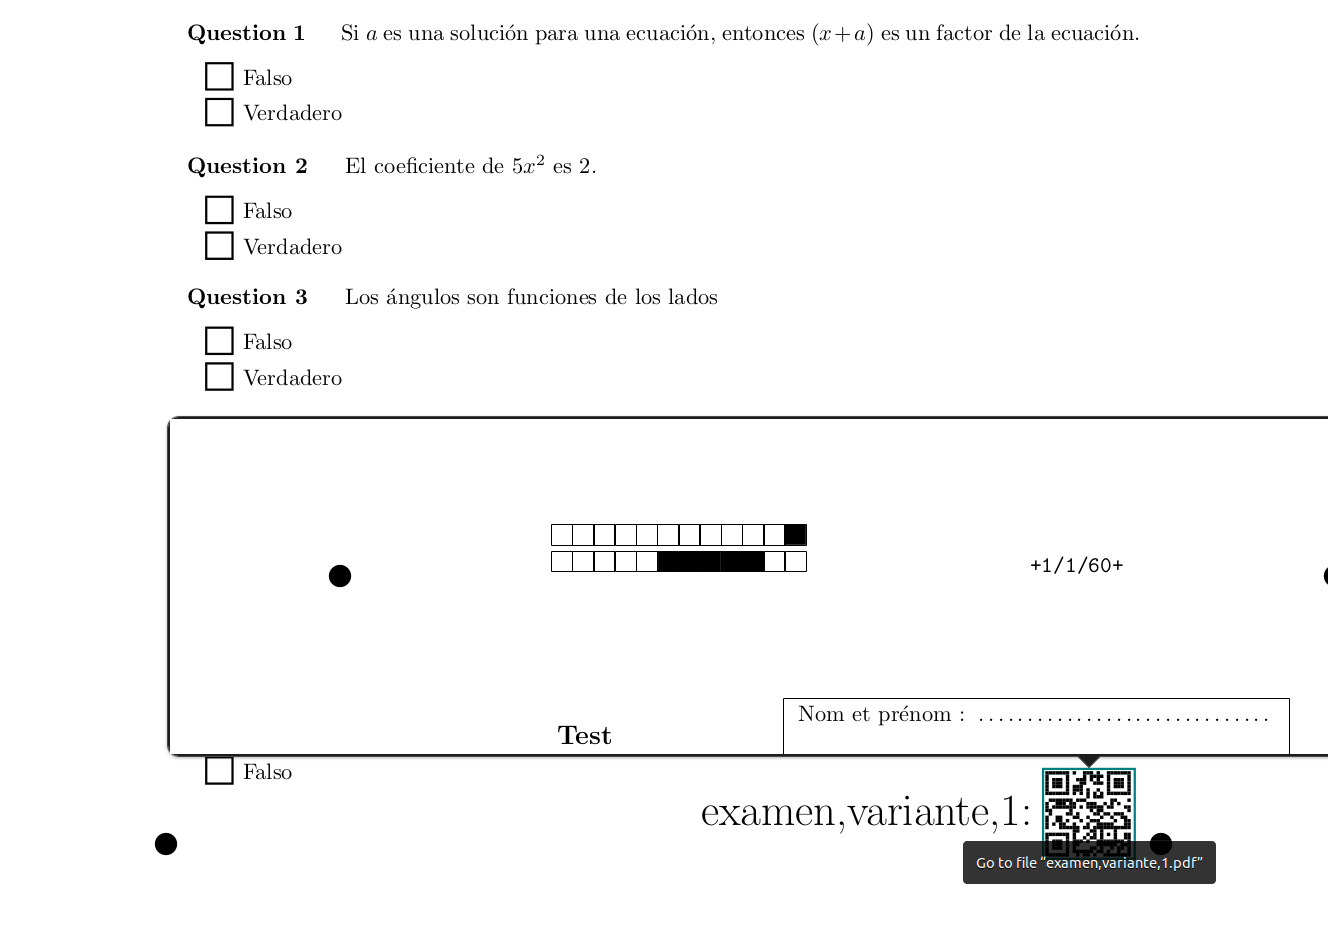 Question 1 Si a es una solución para una ecuación, entonces (x+a) es un factor de la ecuación.
Falso
Verdadero
Question 2 El coeficiente de 5x² es 2.
Falso
Verdadero
Question 3 Los ángulos son funciones de los lados
Falso
Verdadero
+1/1/60+
Nom et prénom : ..............................
Test
Falso
examen,variante,1:
Go to file “examen,variante,1.pdf”